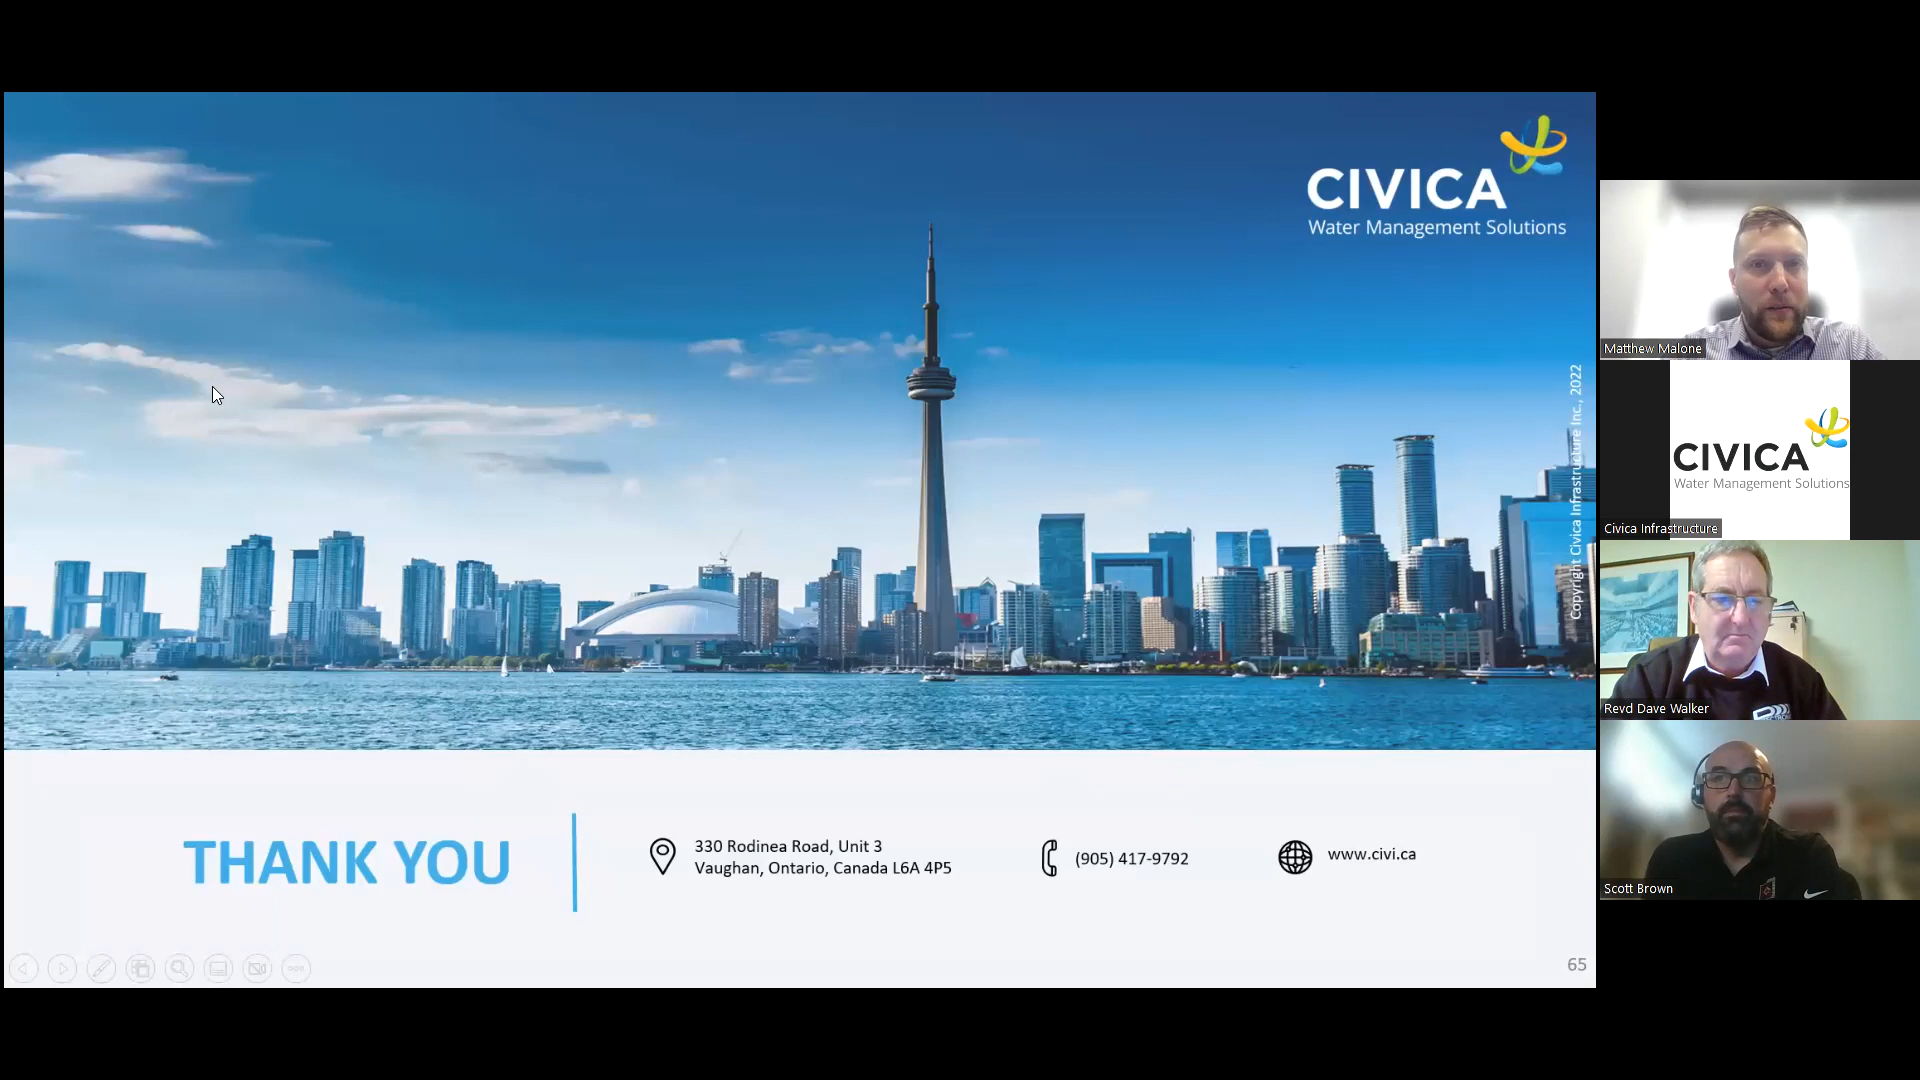 CIVICA
Water Management Solutions
Copyright Civica Infrastructure Inc., 2022
THANK YOU
330 Rodinea Road, Unit 3
Vaughan, Ontario, Canada L6A 4P5
(905) 417-9792
www.civi.ca
65
Matthew Malone
CIVICA
Water Management Solutions
Civica Infrastructure
Revd Dave Walker
Scott Brown